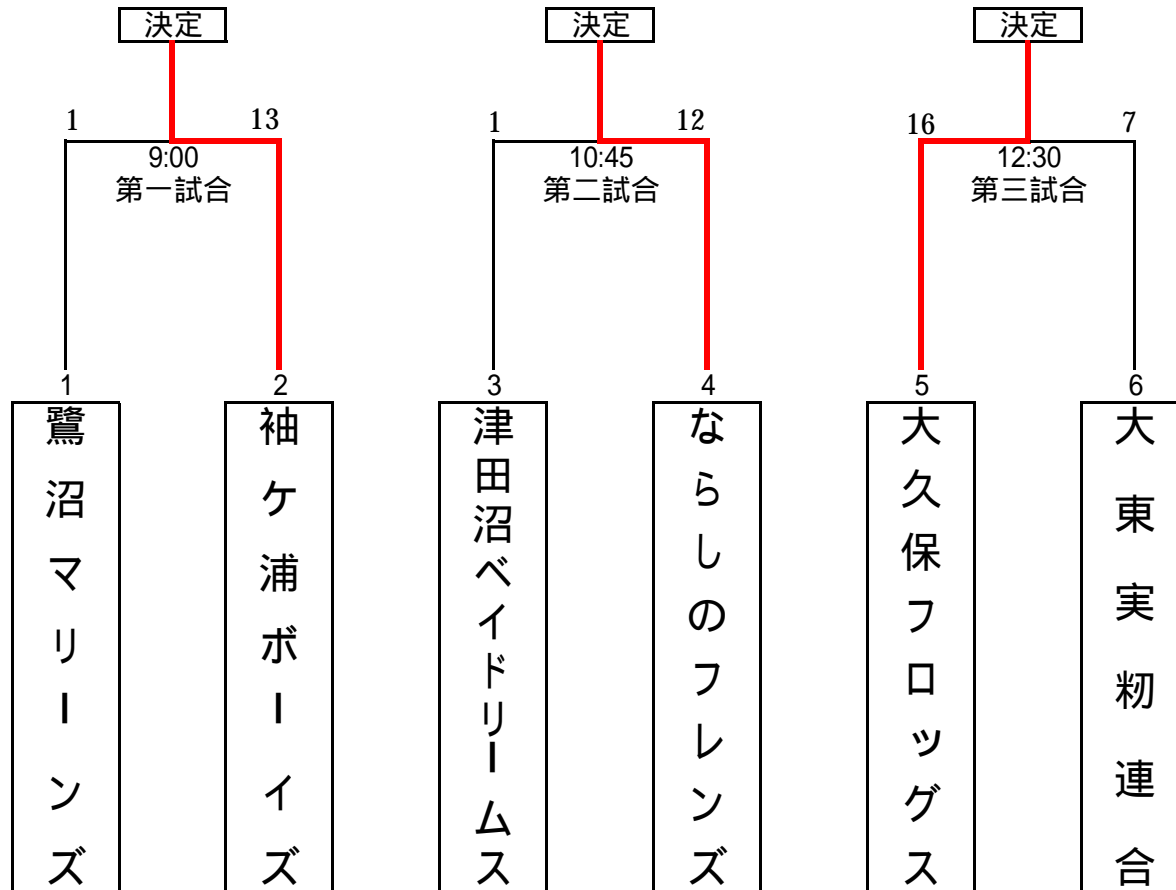 決定
決定
決定
1
13
1
12
16
7
9:00
第一試合
10:45
第二試合
12:30
第三試合
1
2
3
4
5
6
鷺沼マリーンズ
袖ケ浦ボーイズ
津田沼ベイドリームス
ならしのフレンズ
大久保フロッグス
大東実籾連合